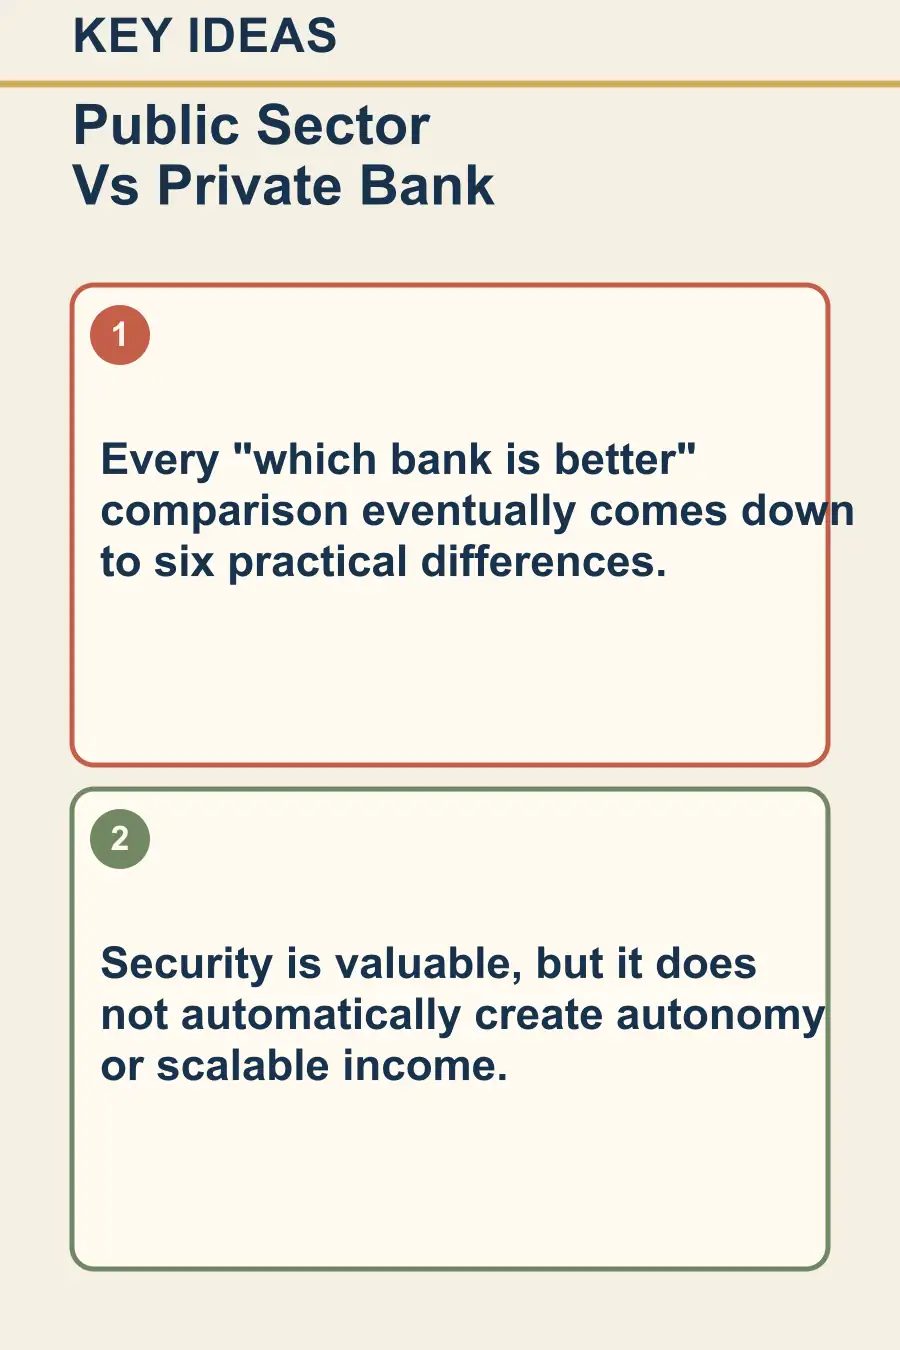 KEY IDEAS
Public Sector
Vs Private Bank
1
Every "which bank is better"
comparison eventually comes down
to six practical differences.
2
Security is valuable, but it does
not automatically create autonomy
or scalable income.